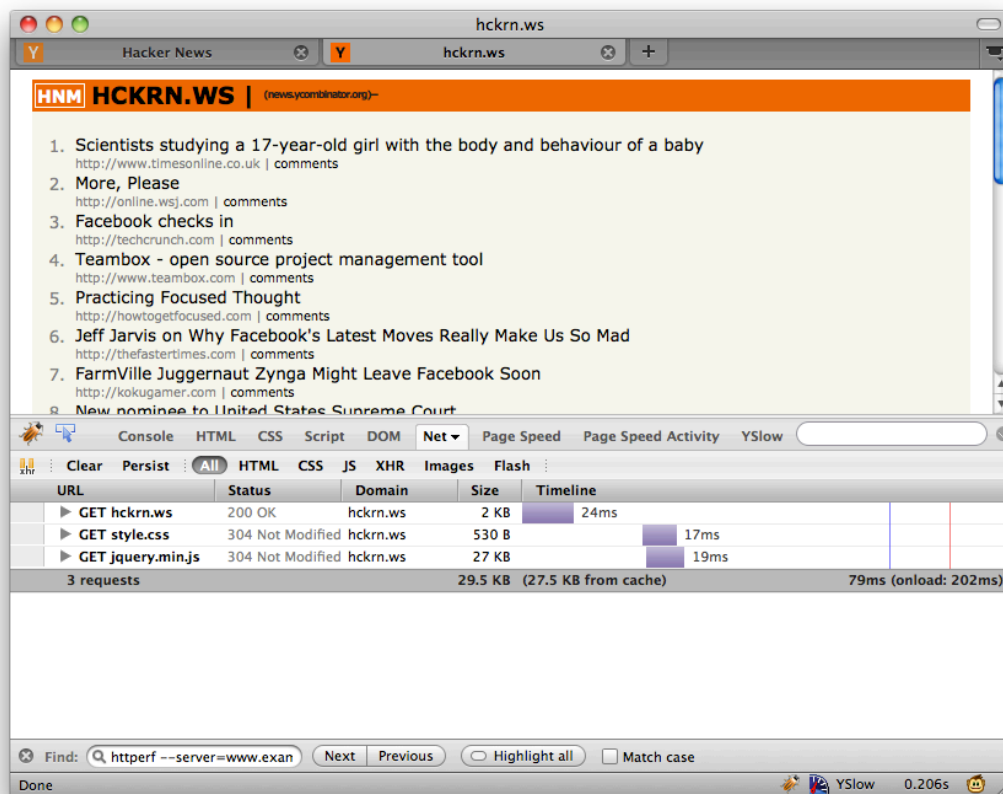 hckrn.ws
Y Hacker News Y hckrn.ws +
HNM HCKRN.WS | (news.ycombinator.org)~
1. Scientists studying a 17-year-old girl with the body and behaviour of a baby
http://www.timesonline.co.uk | comments
2. More, Please
http://online.wsj.com | comments
3. Facebook checks in
http://techcrunch.com | comments
4. Teambox - open source project management tool
http://www.teambox.com | comments
5. Practicing Focused Thought
http://howtogetfocused.com | comments
6. Jeff Jarvis on Why Facebook's Latest Moves Really Make Us So Mad
http://thefastertimes.com | comments
7. FarmVille Juggernaut Zynga Might Leave Facebook Soon
http://kokugamer.com | comments
8. New nominee to United States Supreme Court
Console HTML CSS Script DOM Net Page Speed Page Speed Activity YSlow
xhr Clear Persist All HTML CSS JS XHR Images Flash
URL Status Domain Size Timeline
GET hckrn.ws 200 OK hckrn.ws 2 KB 24ms
GET style.css 304 Not Modified hckrn.ws 530 B 17ms
GET jquery.min.js 304 Not Modified hckrn.ws 27 KB 19ms
3 requests 29.5 KB (27.5 KB from cache) 79ms (onload: 202ms)
Find: httperf --server=www.exan Next Previous Highlight all Match case
Done YSlow 0.206s